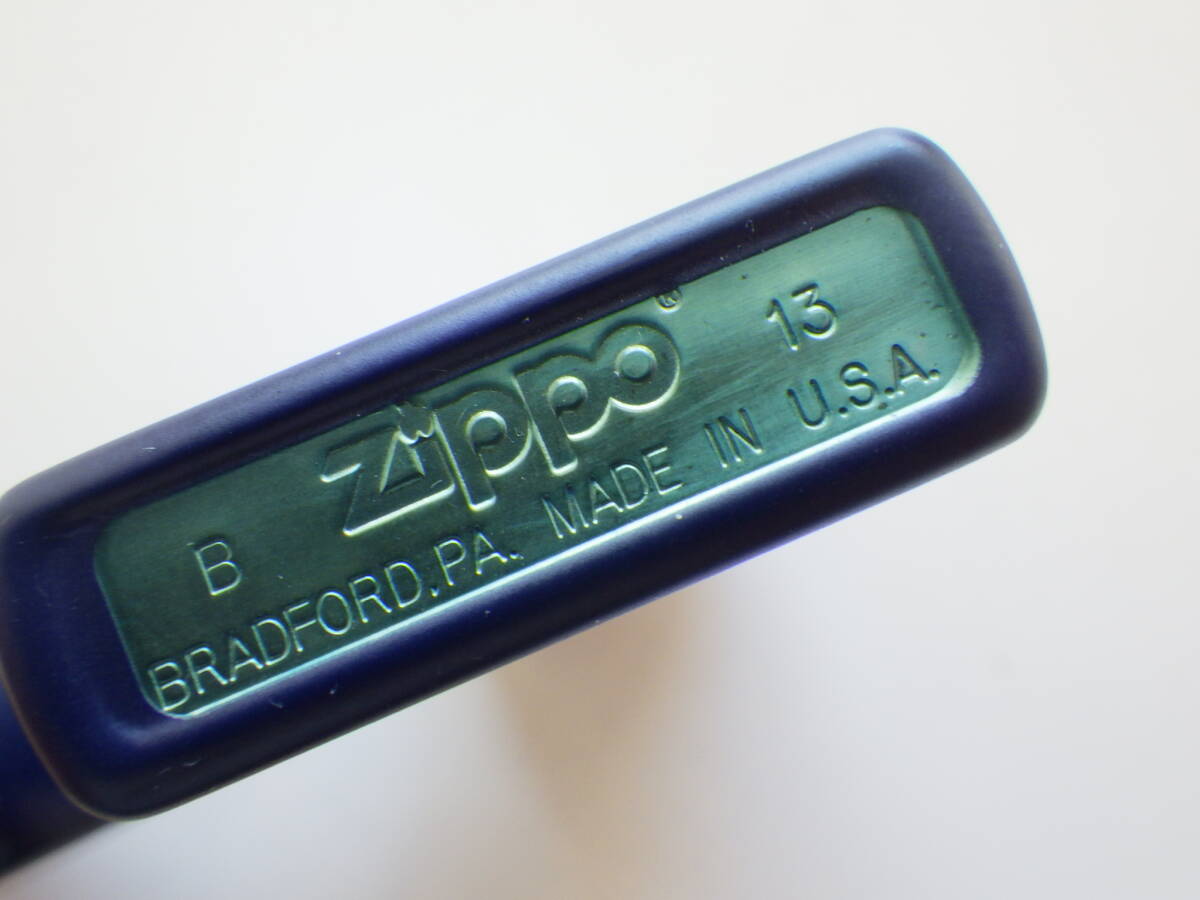 B zippo® 13
BRADFORD,PA. MADE IN U.S.A.